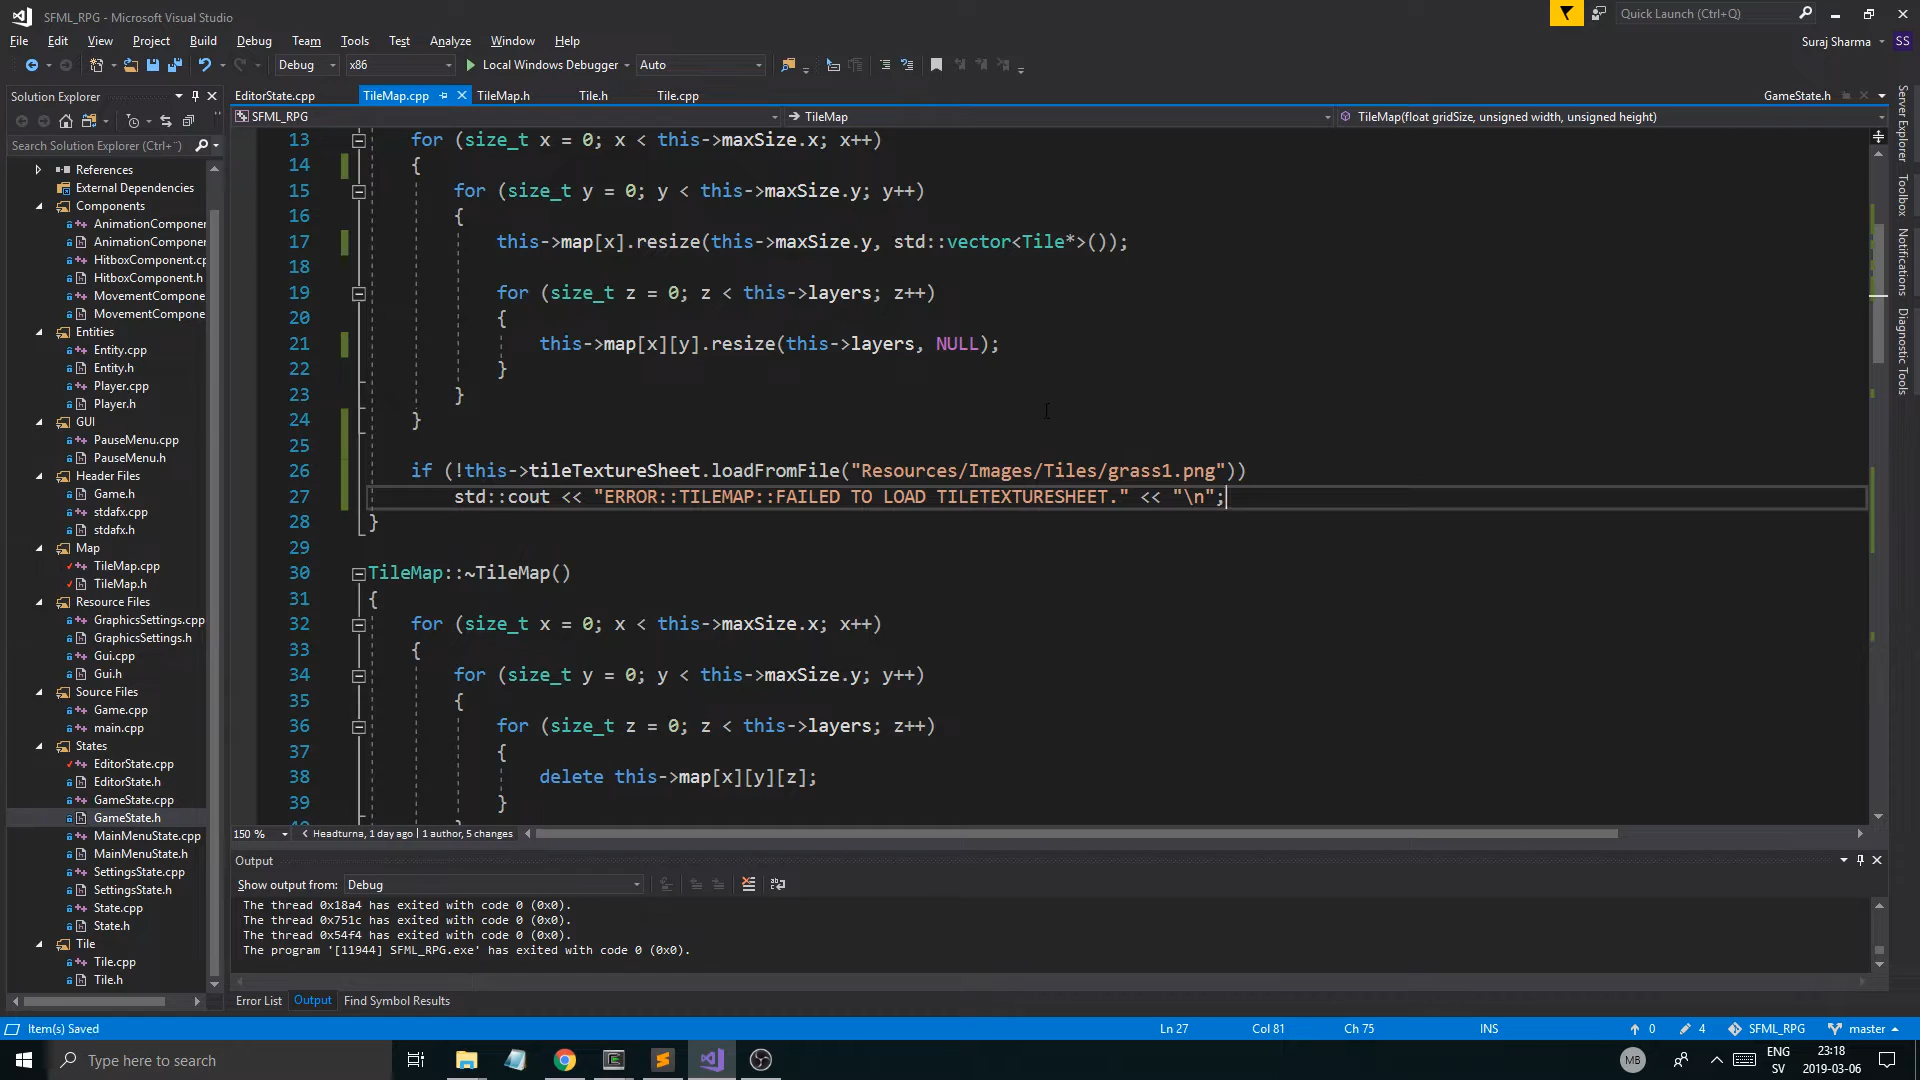 SFML_RPG - Microsoft Visual Studio
Quick Launch (Ctrl+Q)
File Edit View Project Build Debug Team Tools Test Analyze Window Help
Suraj Sharma SS
Debug x86 Local Windows Debugger Auto
Solution Explorer
Search Solution Explorer (Ctrl+¨)
References
External Dependencies
Components
AnimationComponen
AnimationComponen
HitboxComponent.cp
HitboxComponent.h
MovementCompone
MovementCompone
Entities
Entity.cpp
Entity.h
Player.cpp
Player.h
GUI
PauseMenu.cpp
PauseMenu.h
Header Files
Game.h
stdafx.cpp
stdafx.h
Map
TileMap.cpp
TileMap.h
Resource Files
GraphicsSettings.cpp
GraphicsSettings.h
Gui.cpp
Gui.h
Source Files
Game.cpp
main.cpp
States
EditorState.cpp
EditorState.h
GameState.cpp
GameState.h
MainMenuState.cpp
MainMenuState.h
SettingsState.cpp
SettingsState.h
State.cpp
State.h
Tile
Tile.cpp
Tile.h
EditorState.cpp TileMap.cpp TileMap.h Tile.h Tile.cpp GameState.h
SFML_RPG TileMap TileMap(float gridSize, unsigned width, unsigned height)
13 for (size_t x = 0; x < this->maxSize.x; x++)
14 {
15 for (size_t y = 0; y < this->maxSize.y; y++)
16 {
17 this->map[x].resize(this->maxSize.y, std::vector<Tile*>());
18
19 for (size_t z = 0; z < this->layers; z++)
20 {
21 this->map[x][y].resize(this->layers, NULL);
22 }
23 }
24 }
25
26 if (!this->tileTextureSheet.loadFromFile("Resources/Images/Tiles/grass1.png"))
27 std::cout << "ERROR::TILEMAP::FAILED TO LOAD TILETEXTURESHEET." << "\n";
28 }
29
30 TileMap::~TileMap()
31 {
32 for (size_t x = 0; x < this->maxSize.x; x++)
33 {
34 for (size_t y = 0; y < this->maxSize.y; y++)
35 {
36 for (size_t z = 0; z < this->layers; z++)
37 {
38 delete this->map[x][y][z];
39 }
150 % Headturna, 1 day ago | 1 author, 5 changes
Output
Show output from: Debug
The thread 0x18a4 has exited with code 0 (0x0).
The thread 0x751c has exited with code 0 (0x0).
The thread 0x54f4 has exited with code 0 (0x0).
The program '[11944] SFML_RPG.exe' has exited with code 0 (0x0).
Error List Output Find Symbol Results
Server Explorer
Toolbox
Notifications
Diagnostic Tools
Item(s) Saved Ln 27 Col 81 Ch 75 INS 0 4 SFML_RPG master
Type here to search
MB
ENG
SV
23:18
2019-03-06